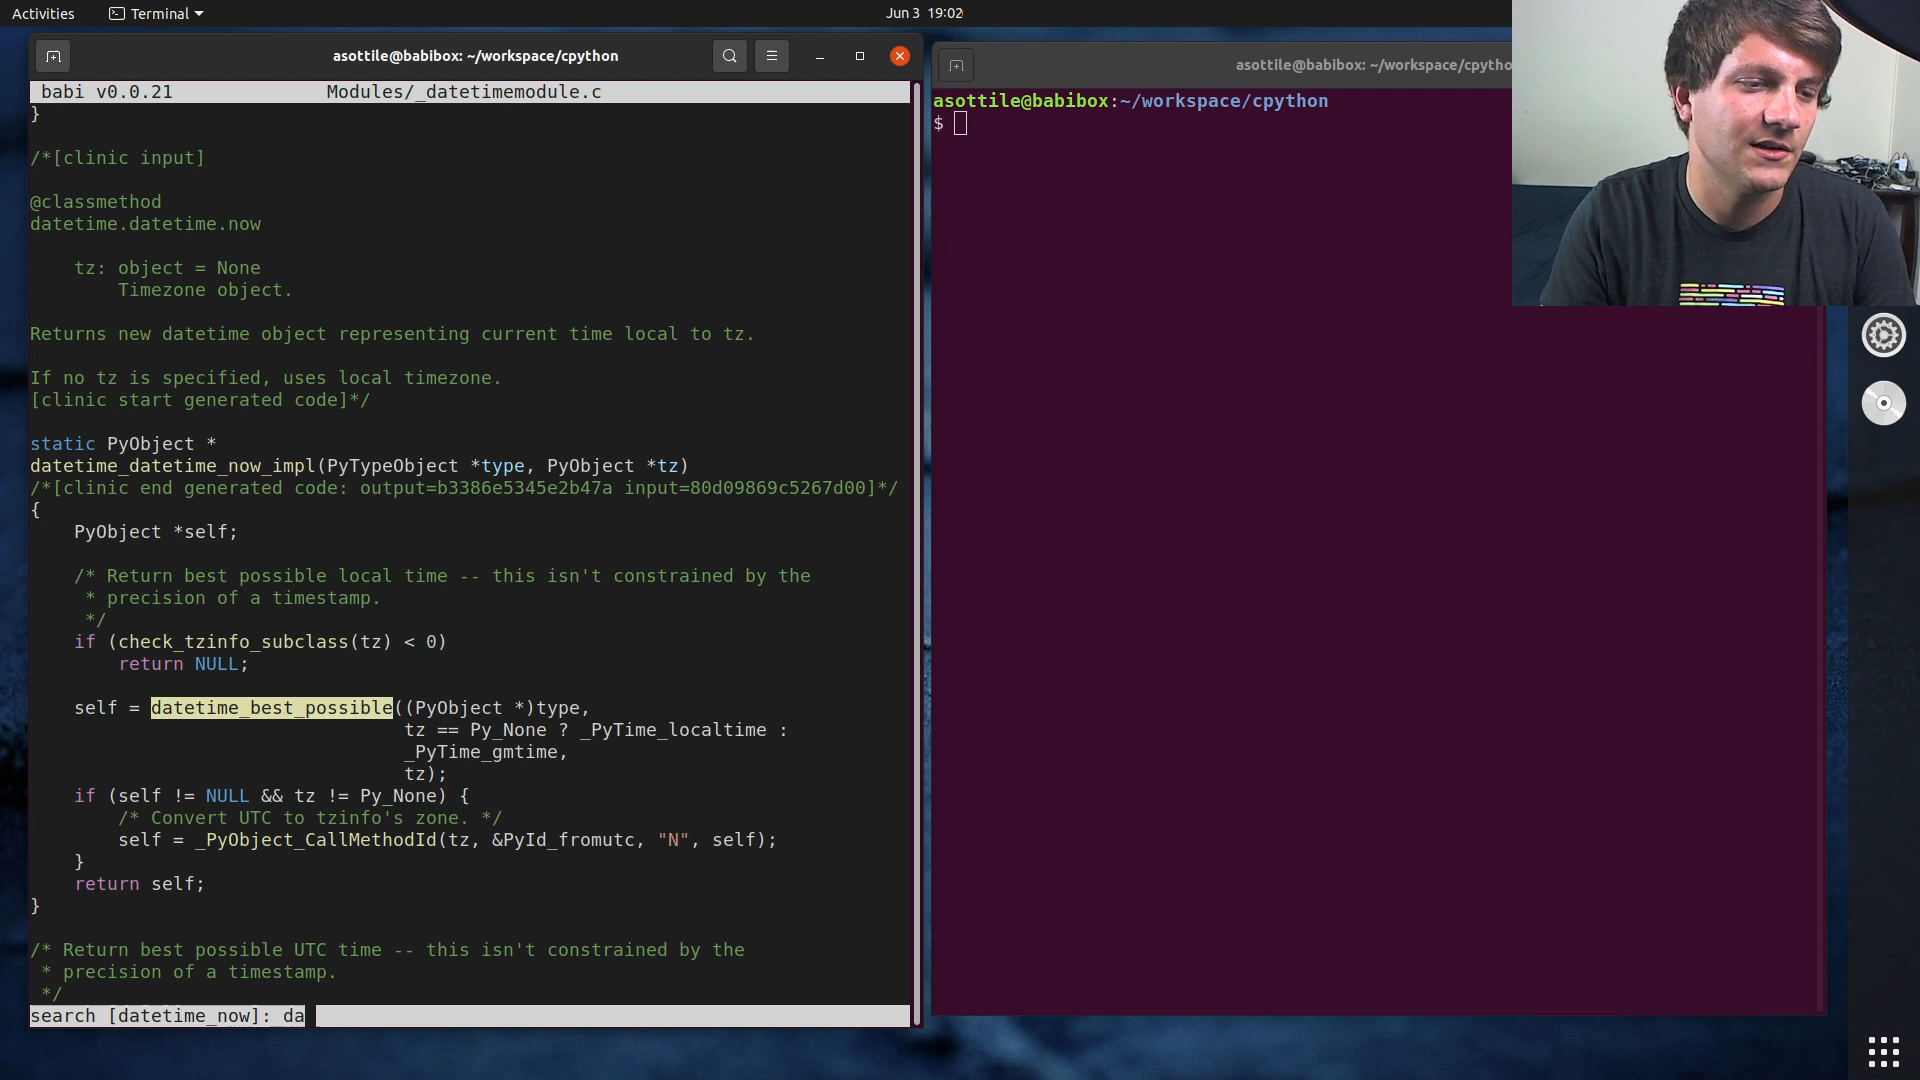 Activities
Terminal
Jun 3 19:02
asottile@babibox: ~/workspace/cpython
babi v0.0.21 Modules/_datetimemodule.c
}
/*[clinic input]
@classmethod
datetime.datetime.now
    tz: object = None
        Timezone object.
Returns new datetime object representing current time local to tz.
If no tz is specified, uses local timezone.
[clinic start generated code]*/
static PyObject *
datetime_datetime_now_impl(PyTypeObject *type, PyObject *tz)
/*[clinic end generated code: output=b3386e5345e2b47a input=80d09869c5267d00]*/
{
    PyObject *self;
    /* Return best possible local time -- this isn't constrained by the
     * precision of a timestamp.
     */
    if (check_tzinfo_subclass(tz) < 0)
        return NULL;
    self = datetime_best_possible((PyObject *)type,
                                  tz == Py_None ? _PyTime_localtime :
                                  _PyTime_gmtime,
                                  tz);
    if (self != NULL && tz != Py_None) {
        /* Convert UTC to tzinfo's zone. */
        self = _PyObject_CallMethodId(tz, &PyId_fromutc, "N", self);
    }
    return self;
}
/* Return best possible UTC time -- this isn't constrained by the
 * precision of a timestamp.
 */
search [datetime_now]: da
asottile@babibox: ~/workspace/cpytho
asottile@babibox:~/workspace/cpython
$